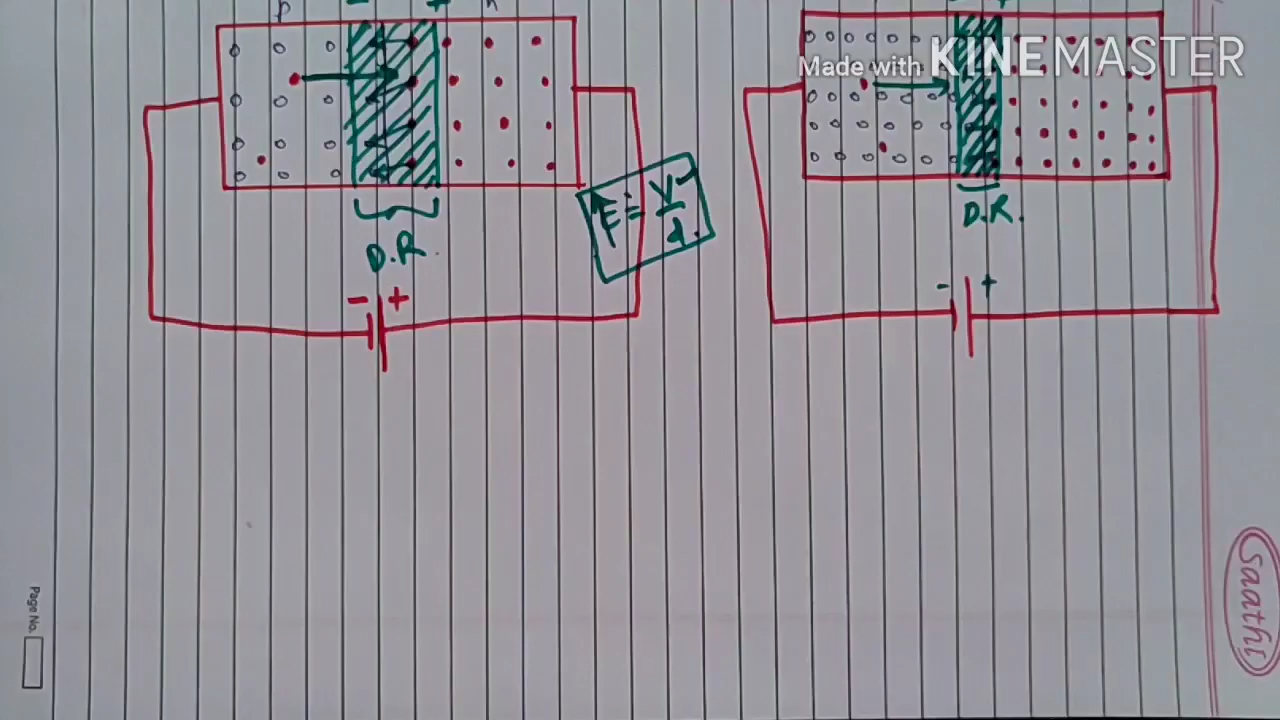 p - + n
- +
Made with KINEMASTER
E = V/d
D.R.
D.R.
- +
- +
Page No.
Saathi